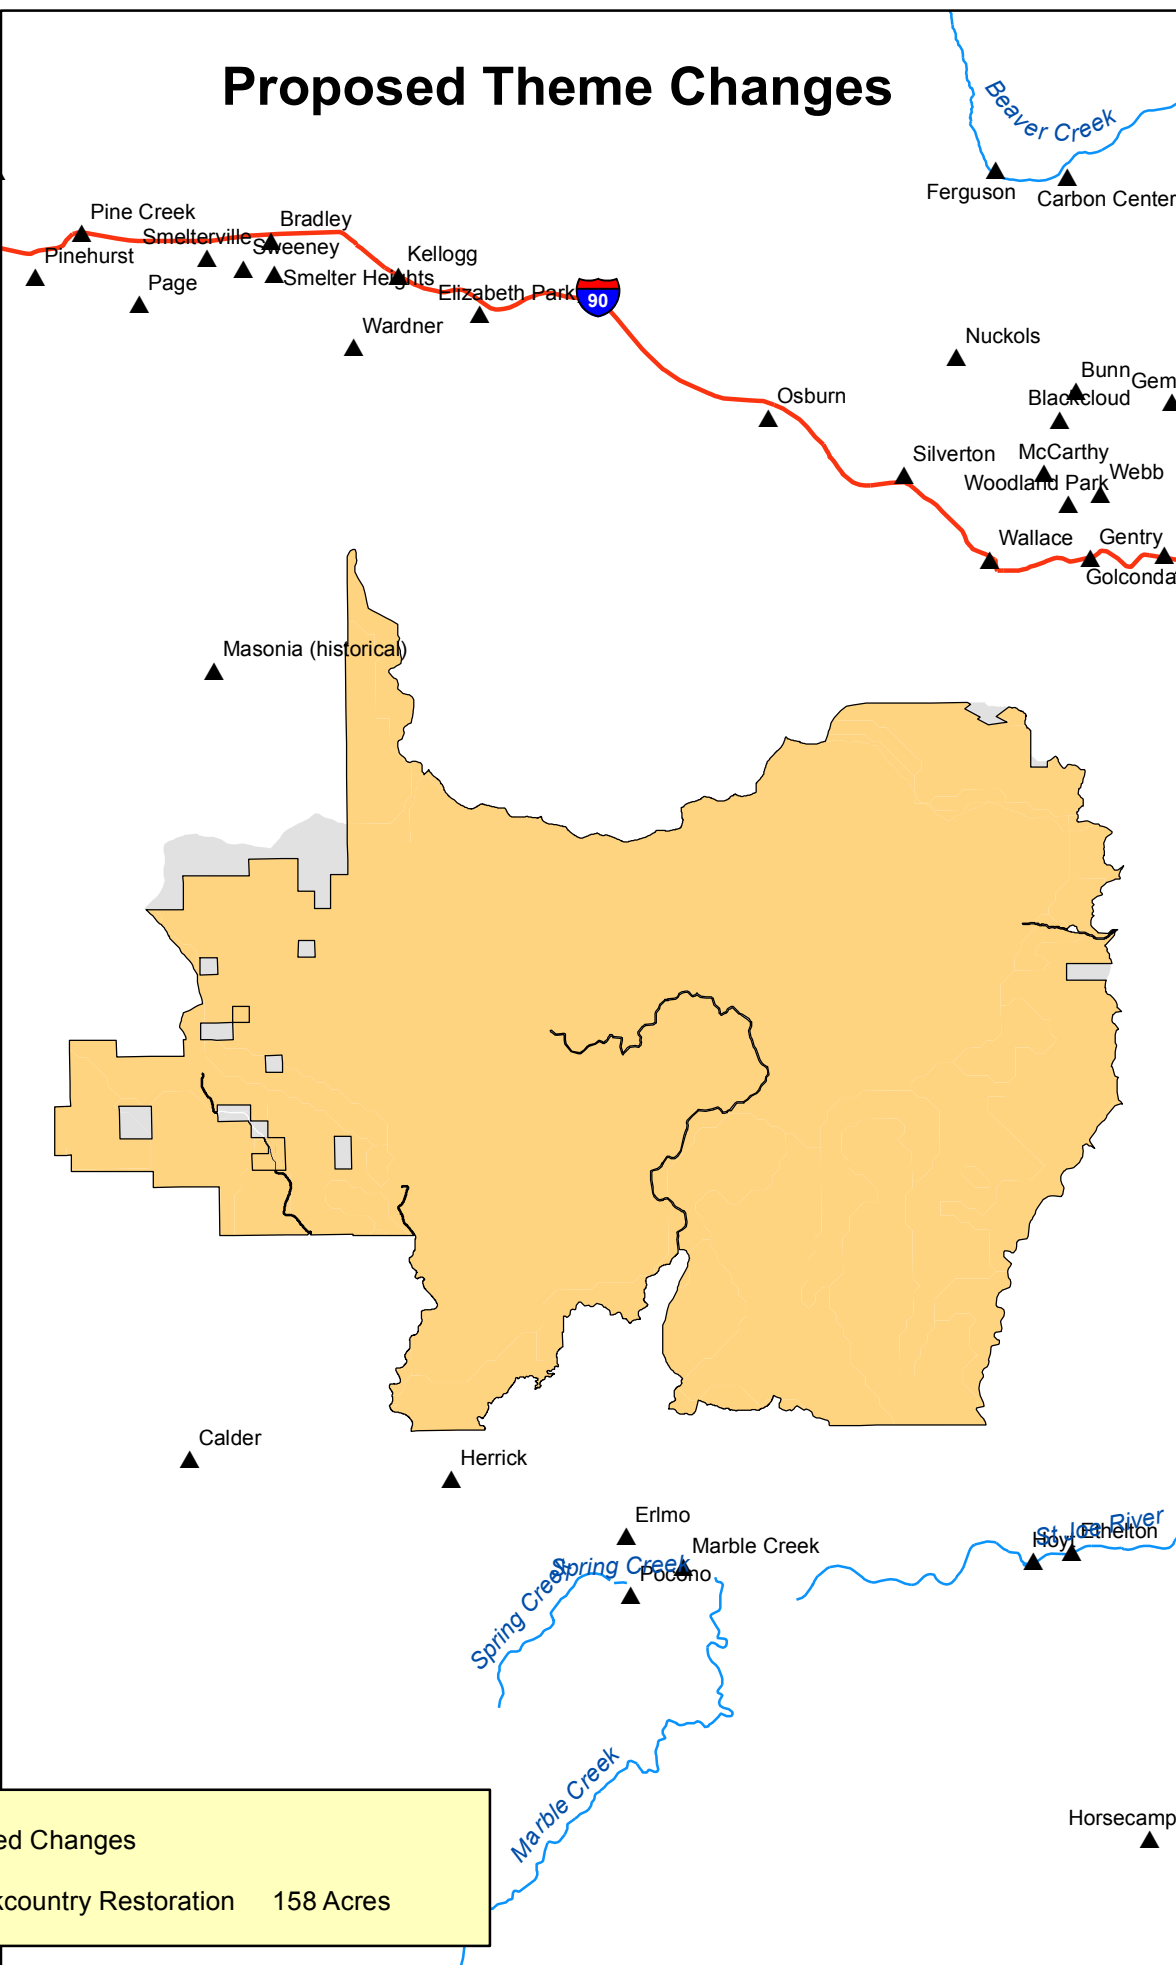 Proposed Theme Changes
Beaver Creek
Ferguson
Carbon Center
Pine Creek
Bradley
Smelterville
Sweeney
Pinehurst
Kellogg
Page
Smelter Heights
Elizabeth Park
90
Wardner
Nuckols
Bunn
Gem
Blackcloud
Osburn
Silverton
McCarthy
Webb
Woodland Park
Wallace
Gentry
Golconda
Masonia (historical)
Calder
Herrick
Erlmo
St Joe River
Hoyt
Ethelton
Marble Creek
Spring Creek
Pocono
Spring Creek
Marble Creek
Horsecamp
ed Changes
kcountry Restoration 158 Acres